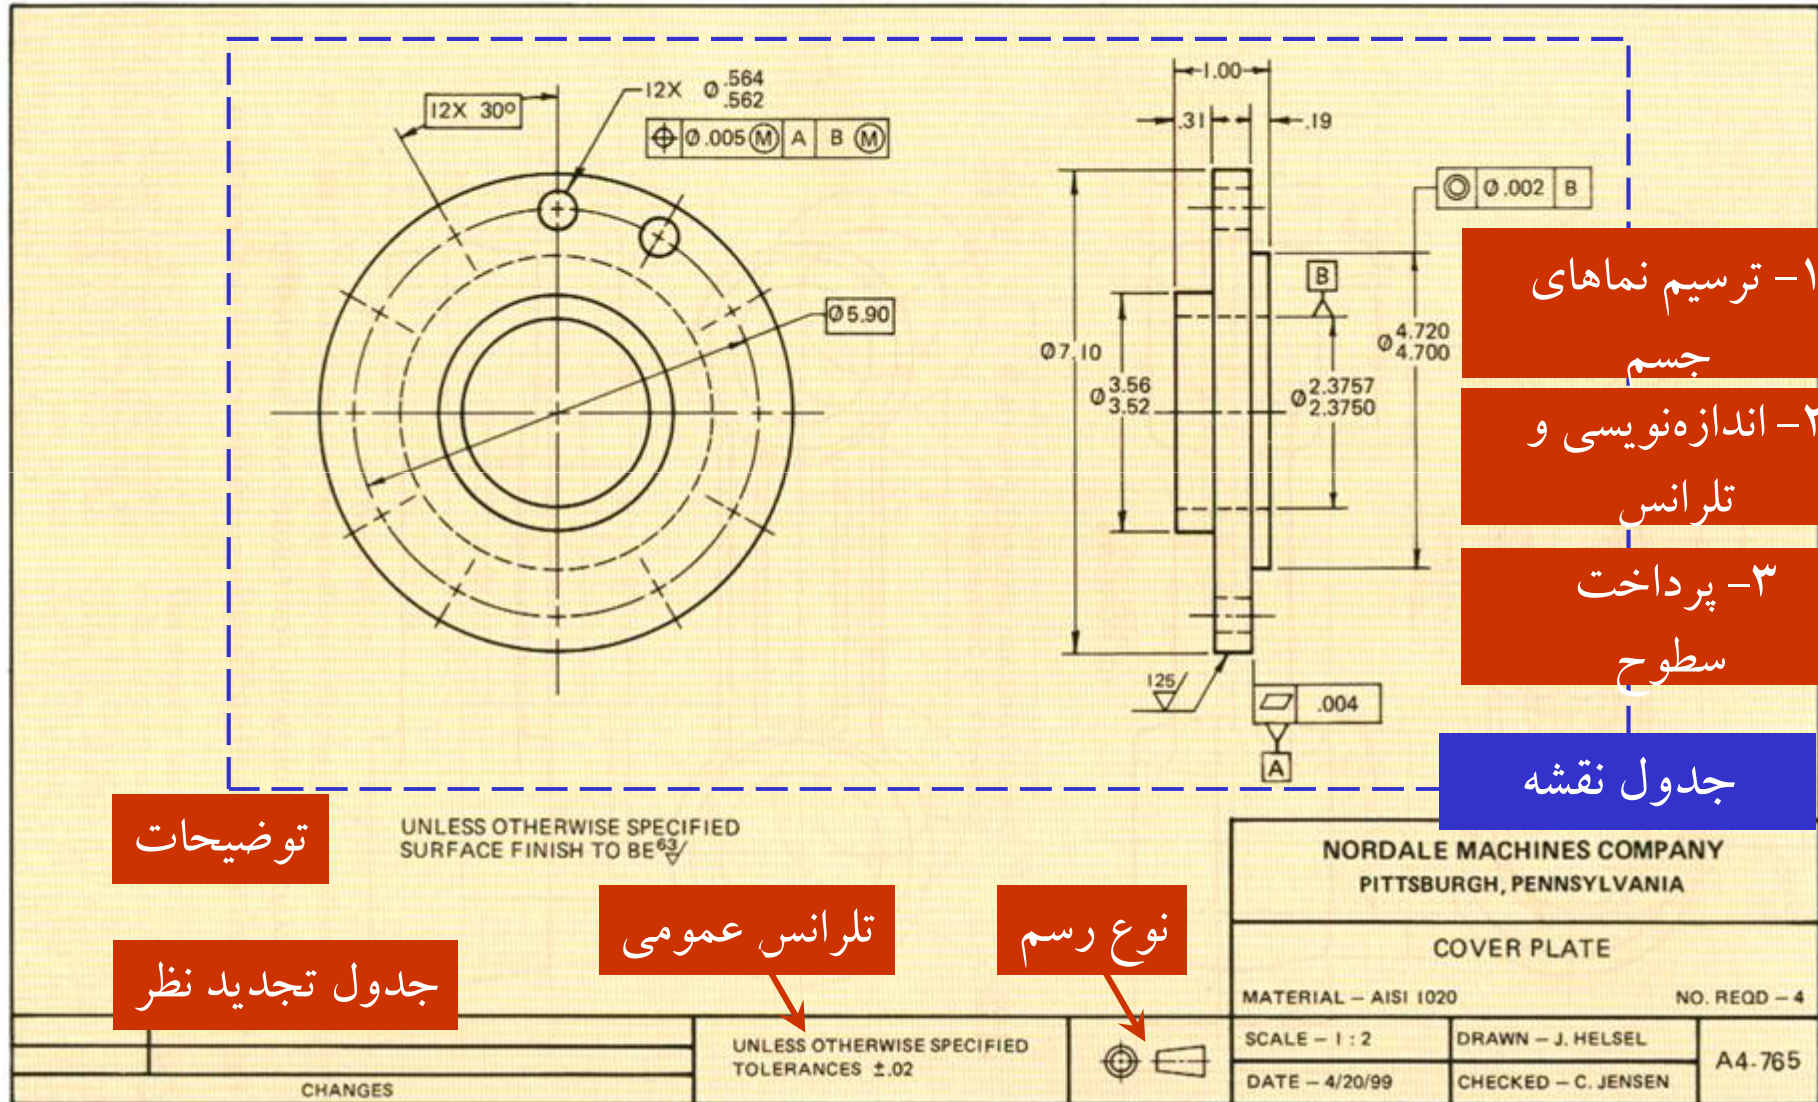 1.00
12X 30°
12X Ø .564
.562
⌖ Ø.005 Ⓜ A B Ⓜ
.31
.19
◎ Ø.002 B
۱- ترسیم نماهای
جسم
B
Ø5.90
Ø7.10
Ø 4.720
4.700
Ø 3.56
3.52
Ø 2.3757
2.3750
۲- اندازه‌نویسی و
تلرانس
۳- پرداخت
سطوح
125
⏥ .004
A
جدول نقشه
توضیحات
UNLESS OTHERWISE SPECIFIED
SURFACE FINISH TO BE 63
NORDALE MACHINES COMPANY
PITTSBURGH, PENNSYLVANIA
تلرانس عمومی
نوع رسم
COVER PLATE
جدول تجدید نظر
MATERIAL – AISI 1020
NO. REQD – 4
UNLESS OTHERWISE SPECIFIED
TOLERANCES ±.02
SCALE – 1 : 2
DRAWN – J. HELSEL
A4-765
CHANGES
DATE – 4/20/99
CHECKED – C. JENSEN